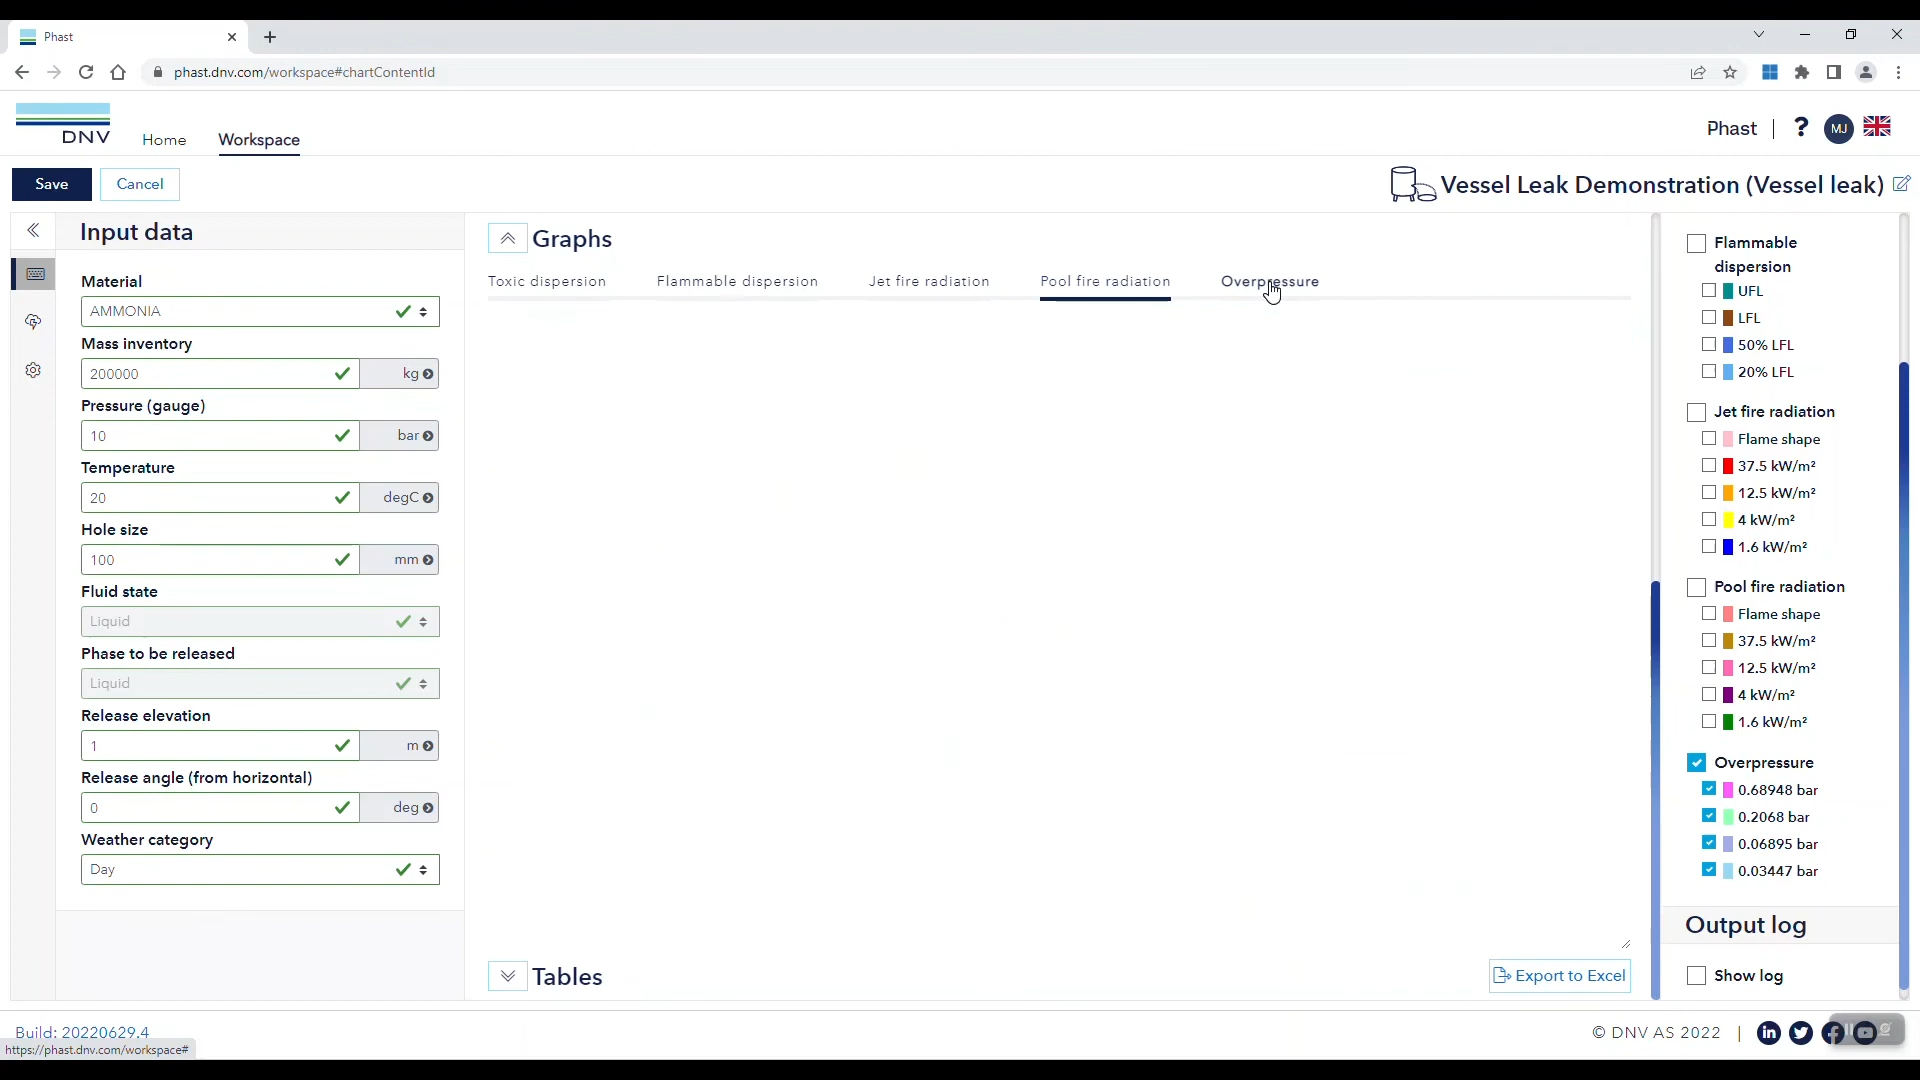 Phast
phast.dnv.com/workspace#chartContentId
DNV
Home
Workspace
Phast
?
MJ
Save
Cancel
Vessel Leak Demonstration (Vessel leak)
Input data
Material
AMMONIA
Mass inventory
200000
kg
Pressure (gauge)
10
bar
Temperature
20
degC
Hole size
100
mm
Fluid state
Liquid
Phase to be released
Liquid
Release elevation
1
m
Release angle (from horizontal)
0
deg
Weather category
Day
Graphs
Toxic dispersion
Flammable dispersion
Jet fire radiation
Pool fire radiation
Overpressure
Tables
Export to Excel
Flammable
dispersion
UFL
LFL
50% LFL
20% LFL
Jet fire radiation
Flame shape
37.5 kW/m²
12.5 kW/m²
4 kW/m²
1.6 kW/m²
Pool fire radiation
Flame shape
37.5 kW/m²
12.5 kW/m²
4 kW/m²
1.6 kW/m²
Overpressure
0.68948 bar
0.2068 bar
0.06895 bar
0.03447 bar
Output log
Show log
Build: 20220629.4
https://phast.dnv.com/workspace#
© DNV AS 2022 |